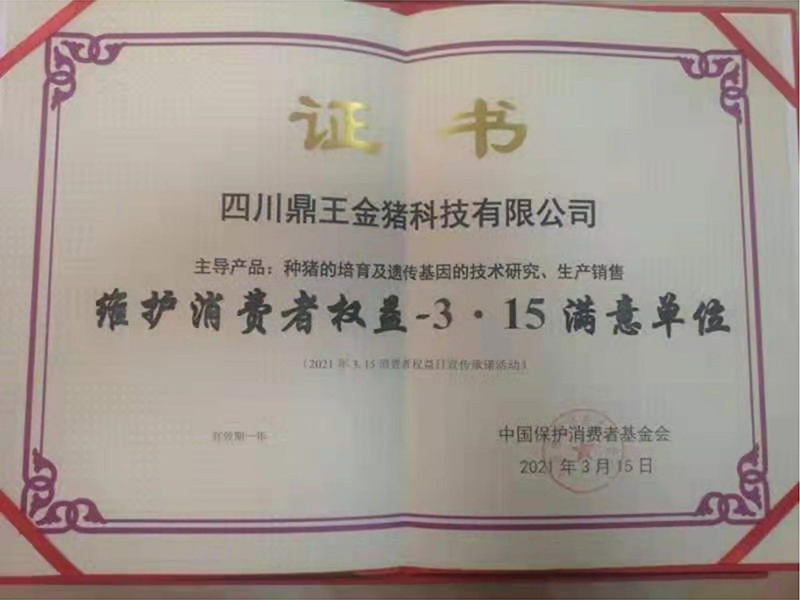 证 书
四川鼎王金猪科技有限公司
主导产品：种猪的培育及遗传基因的技术研究、生产销售
维护消费者权益-3·15满意单位
（2021年3.15消费者权益日宣传承诺活动）
有效期一年
中国保护消费者基金会
2021年3月15日